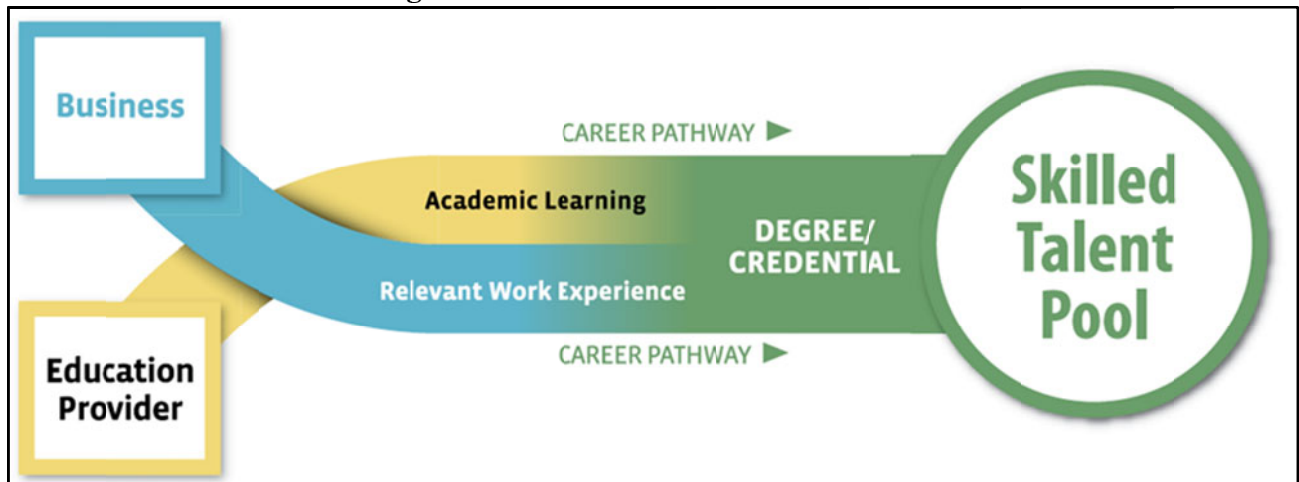 Business
CAREER PATHWAY
Academic Learning
Relevant Work Experience
DEGREE/
CREDENTIAL
CAREER PATHWAY
Education
Provider
Skilled
Talent
Pool